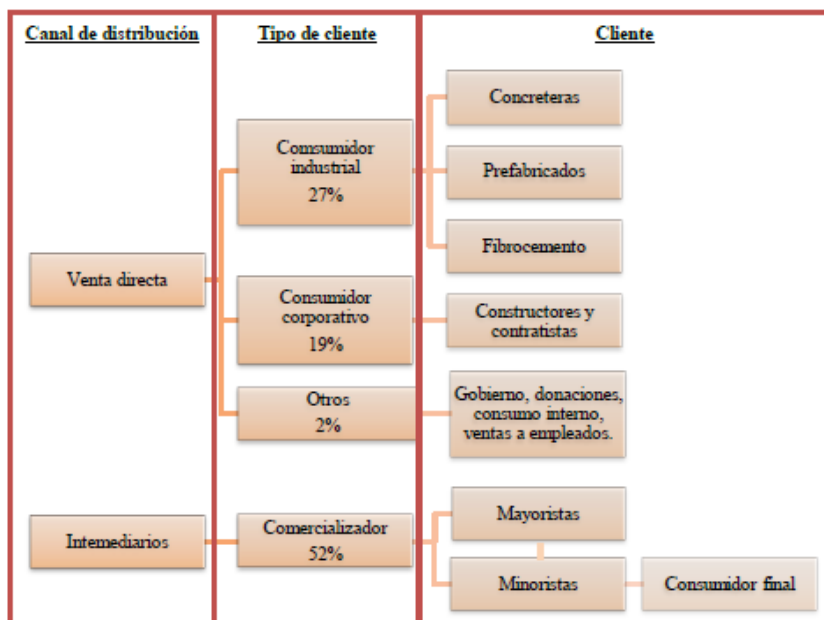 Canal de distribución
Tipo de cliente
Cliente
Venta directa
Comsumidor
industrial
27%
Concreteras
Prefabricados
Fibrocemento
Consumidor
corporativo
19%
Constructores y
contratistas
Otros
2%
Gobierno, donaciones,
consumo interno,
ventas a empleados.
Intemediarios
Comercializador
52%
Mayoristas
Minoristas
Consumidor final